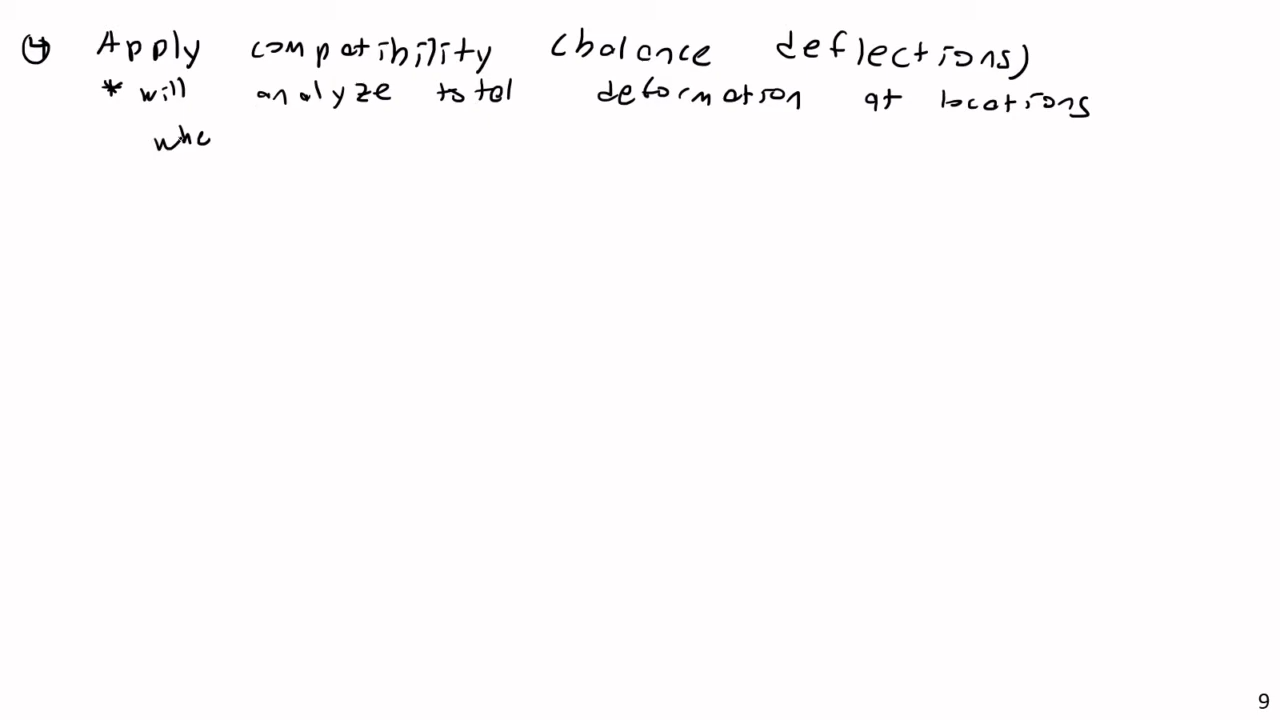 ④ Apply compatibility (balance deflections)
* will analyze total deformation at locations
whe
9